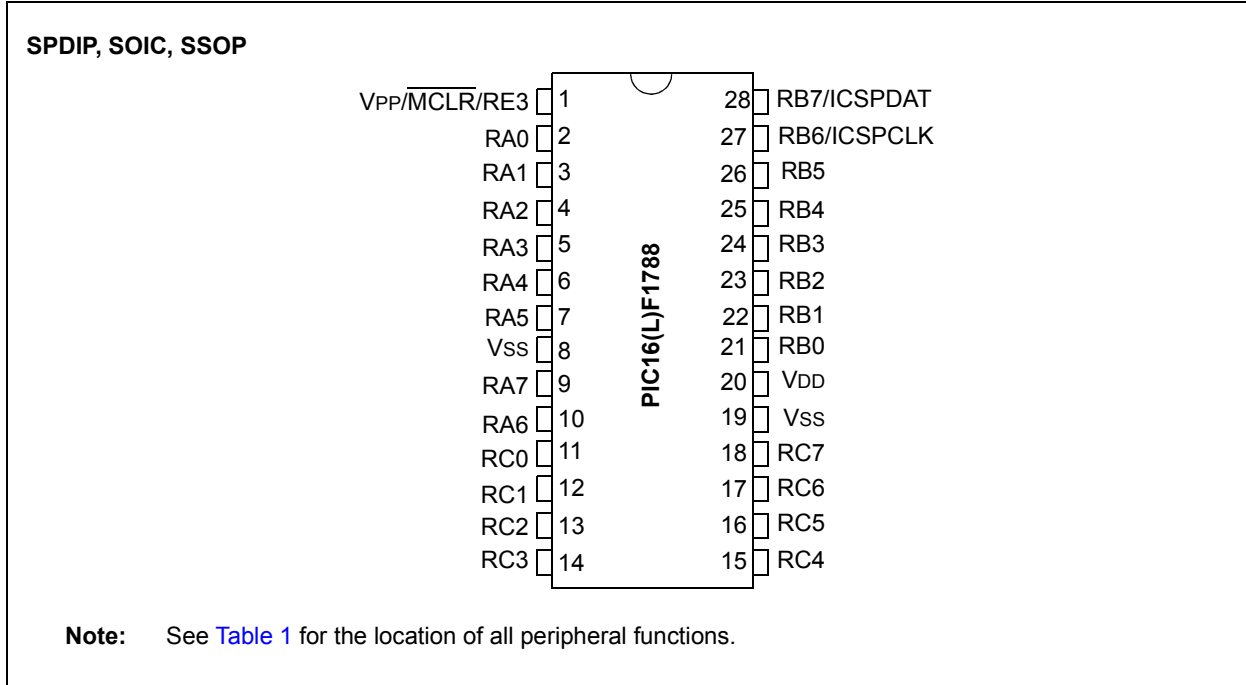 SPDIP, SOIC, SSOP
VPP/MCLR/RE3 1 28 RB7/ICSPDAT
RA0 2 27 RB6/ICSPCLK
RA1 3 26 RB5
RA2 4 25 RB4
RA3 5 24 RB3
RA4 6 23 RB2
RA5 7 22 RB1
VSS 8 21 RB0
RA7 9 20 VDD
RA6 10 19 VSS
RC0 11 18 RC7
RC1 12 17 RC6
RC2 13 16 RC5
RC3 14 15 RC4
PIC16(L)F1788
Note: See Table 1 for the location of all peripheral functions.